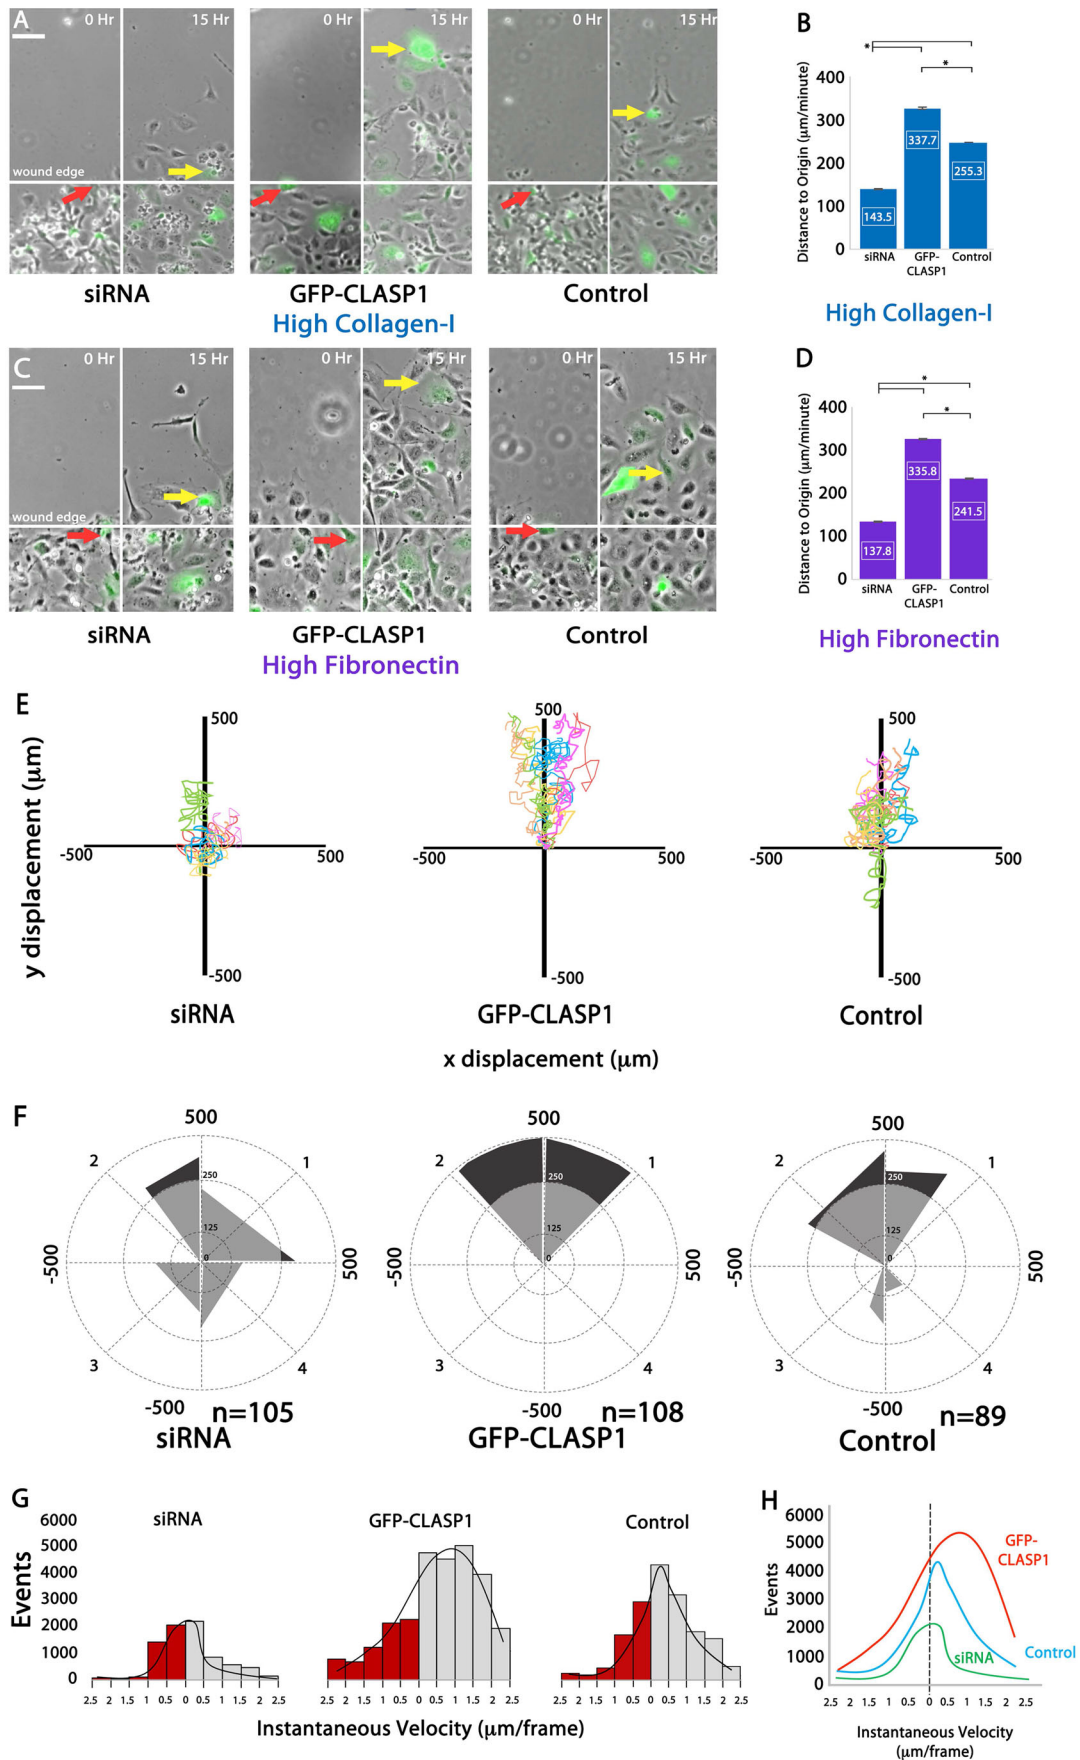 A
0 Hr
15 Hr
0 Hr
15 Hr
0 Hr
15 Hr
wound edge
siRNA
GFP-CLASP1
Control
High Collagen-I
B
*
*
Distance to Origin (μm/minute)
400
300
200
100
0
143.5
337.7
255.3
siRNA
GFP-
CLASP1
Control
High Collagen-I
C
0 Hr
15 Hr
0 Hr
15 Hr
0 Hr
15 Hr
wound edge
siRNA
GFP-CLASP1
Control
High Fibronectin
D
*
*
Distance to Origin (μm/minute)
400
300
200
100
0
137.8
335.8
241.5
siRNA
GFP-
CLASP1
Control
High Fibronectin
E
y displacement (μm)
500
-500
500
-500
siRNA
500
-500
500
-500
GFP-CLASP1
500
-500
500
-500
Control
x displacement (μm)
F
500
2
1
250
125
0
-500
500
3
4
-500
n=105
siRNA
500
2
1
250
125
0
-500
500
3
4
-500
n=108
GFP-CLASP1
500
2
1
250
125
0
-500
500
3
4
-500
n=89
Control
G
Events
6000
5000
4000
3000
2000
1000
0
siRNA
GFP-CLASP1
Control
2.5 2 1.5 1 0.5 0 0.5 1 1.5 2 2.5
2.5 2 1.5 1 0.5 0 0.5 1 1.5 2 2.5
2.5 2 1.5 1 0.5 0 0.5 1 1.5 2 2.5
Instantaneous Velocity (μm/frame)
H
Events
6000
5000
4000
3000
2000
1000
0
GFP-
CLASP1
Control
siRNA
2.5 2 1.5 1 0.5 0 0.5 1 1.5 2 2.5
Instantaneous Velocity
(μm/frame)